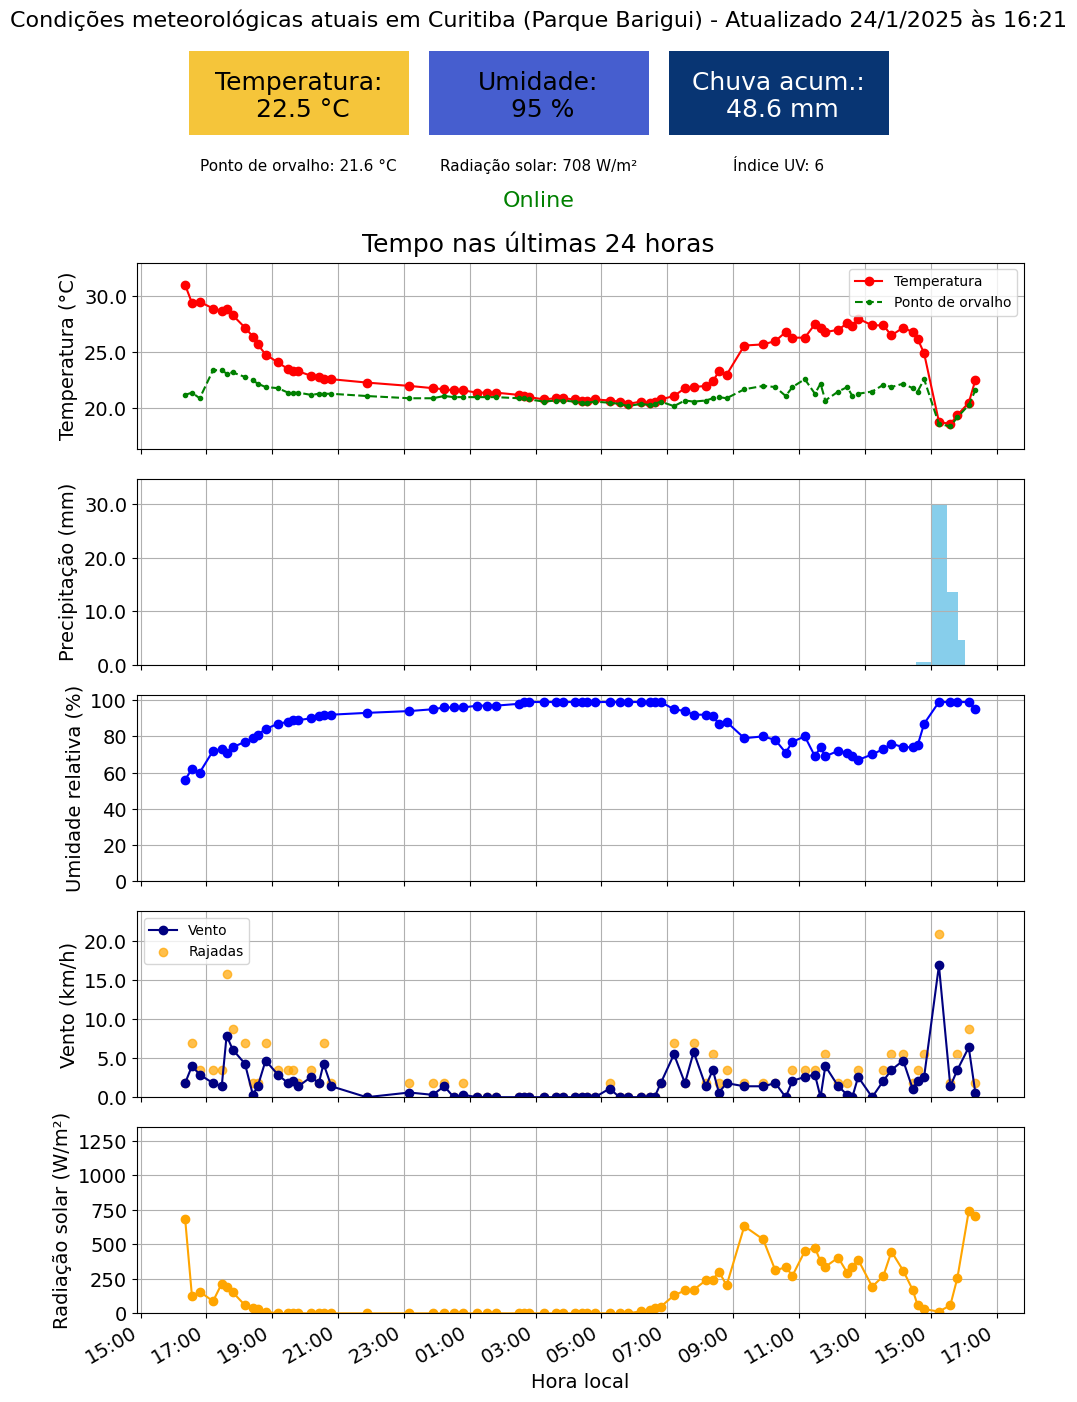 Condições meteorológicas atuais em Curitiba (Parque Barigui) - Atualizado 24/1/2025 às 16:21
Temperatura:
22.5 °C
Umidade:
95 %
Chuva acum.:
48.6 mm
Ponto de orvalho: 21.6 °C
Radiação solar: 708 W/m²
Índice UV: 6
Online
Tempo nas últimas 24 horas
Temperatura (°C)
30.0
25.0
20.0
Temperatura
Ponto de orvalho
Precipitação (mm)
30.0
20.0
10.0
0.0
Umidade relativa (%)
100
80
60
40
20
0
Vento (km/h)
20.0
15.0
10.0
5.0
0.0
Vento
Rajadas
Radiação solar (W/m²)
1250
1000
750
500
250
0
15:00
17:00
19:00
21:00
23:00
01:00
03:00
05:00
07:00
09:00
11:00
13:00
15:00
17:00
Hora local